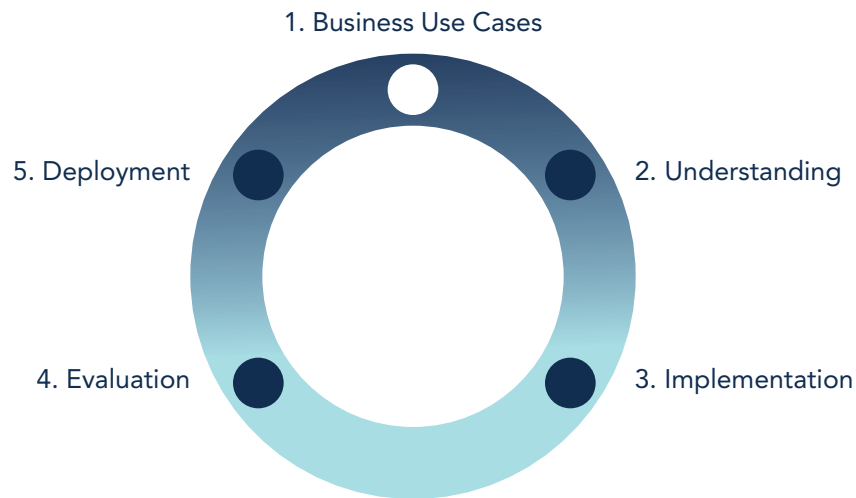 1. Business Use Cases
2. Understanding
3. Implementation
4. Evaluation
5. Deployment